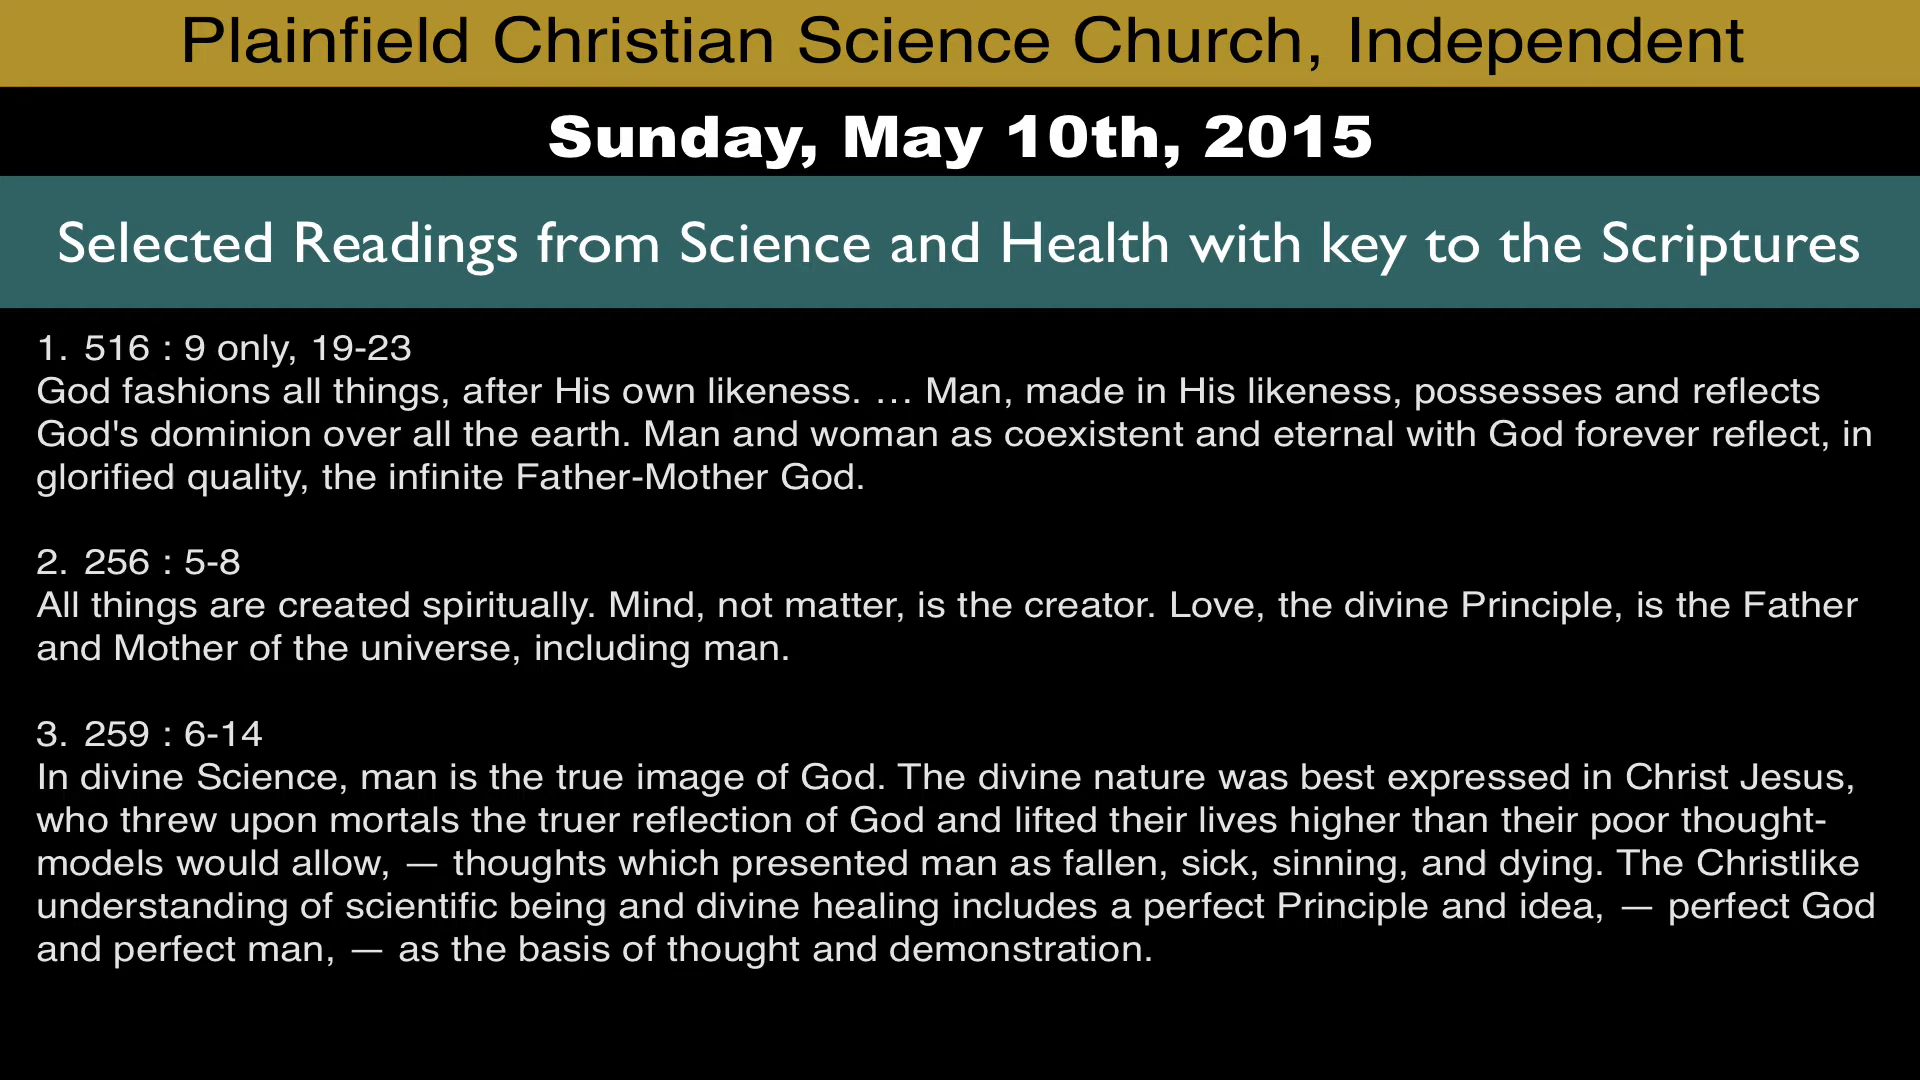 Plainfield Christian Science Church, Independent
Sunday, May 10th, 2015
Selected Readings from Science and Health with key to the Scriptures
1. 516 : 9 only, 19-23
God fashions all things, after His own likeness. … Man, made in His likeness, possesses and reflects
God's dominion over all the earth. Man and woman as coexistent and eternal with God forever reflect, in
glorified quality, the infinite Father-Mother God.
2. 256 : 5-8
All things are created spiritually. Mind, not matter, is the creator. Love, the divine Principle, is the Father
and Mother of the universe, including man.
3. 259 : 6-14
In divine Science, man is the true image of God. The divine nature was best expressed in Christ Jesus,
who threw upon mortals the truer reflection of God and lifted their lives higher than their poor thought-
models would allow, — thoughts which presented man as fallen, sick, sinning, and dying. The Christlike
understanding of scientific being and divine healing includes a perfect Principle and idea, — perfect God
and perfect man, — as the basis of thought and demonstration.